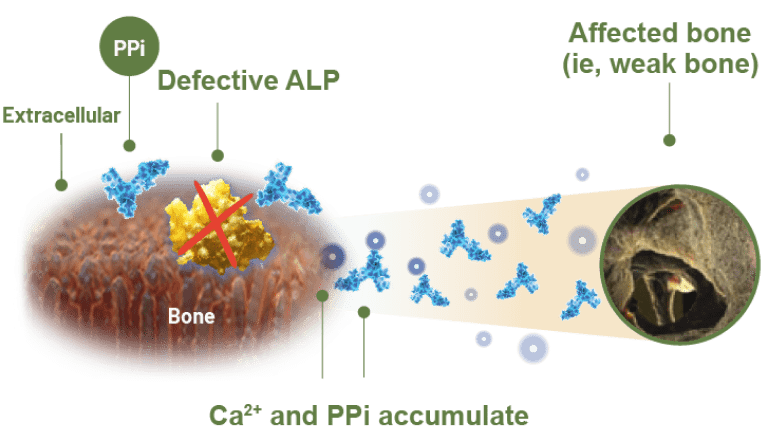 PPi
Defective ALP
Extracellular
Affected bone
(ie, weak bone)
Bone
Ca²⁺ and PPi accumulate